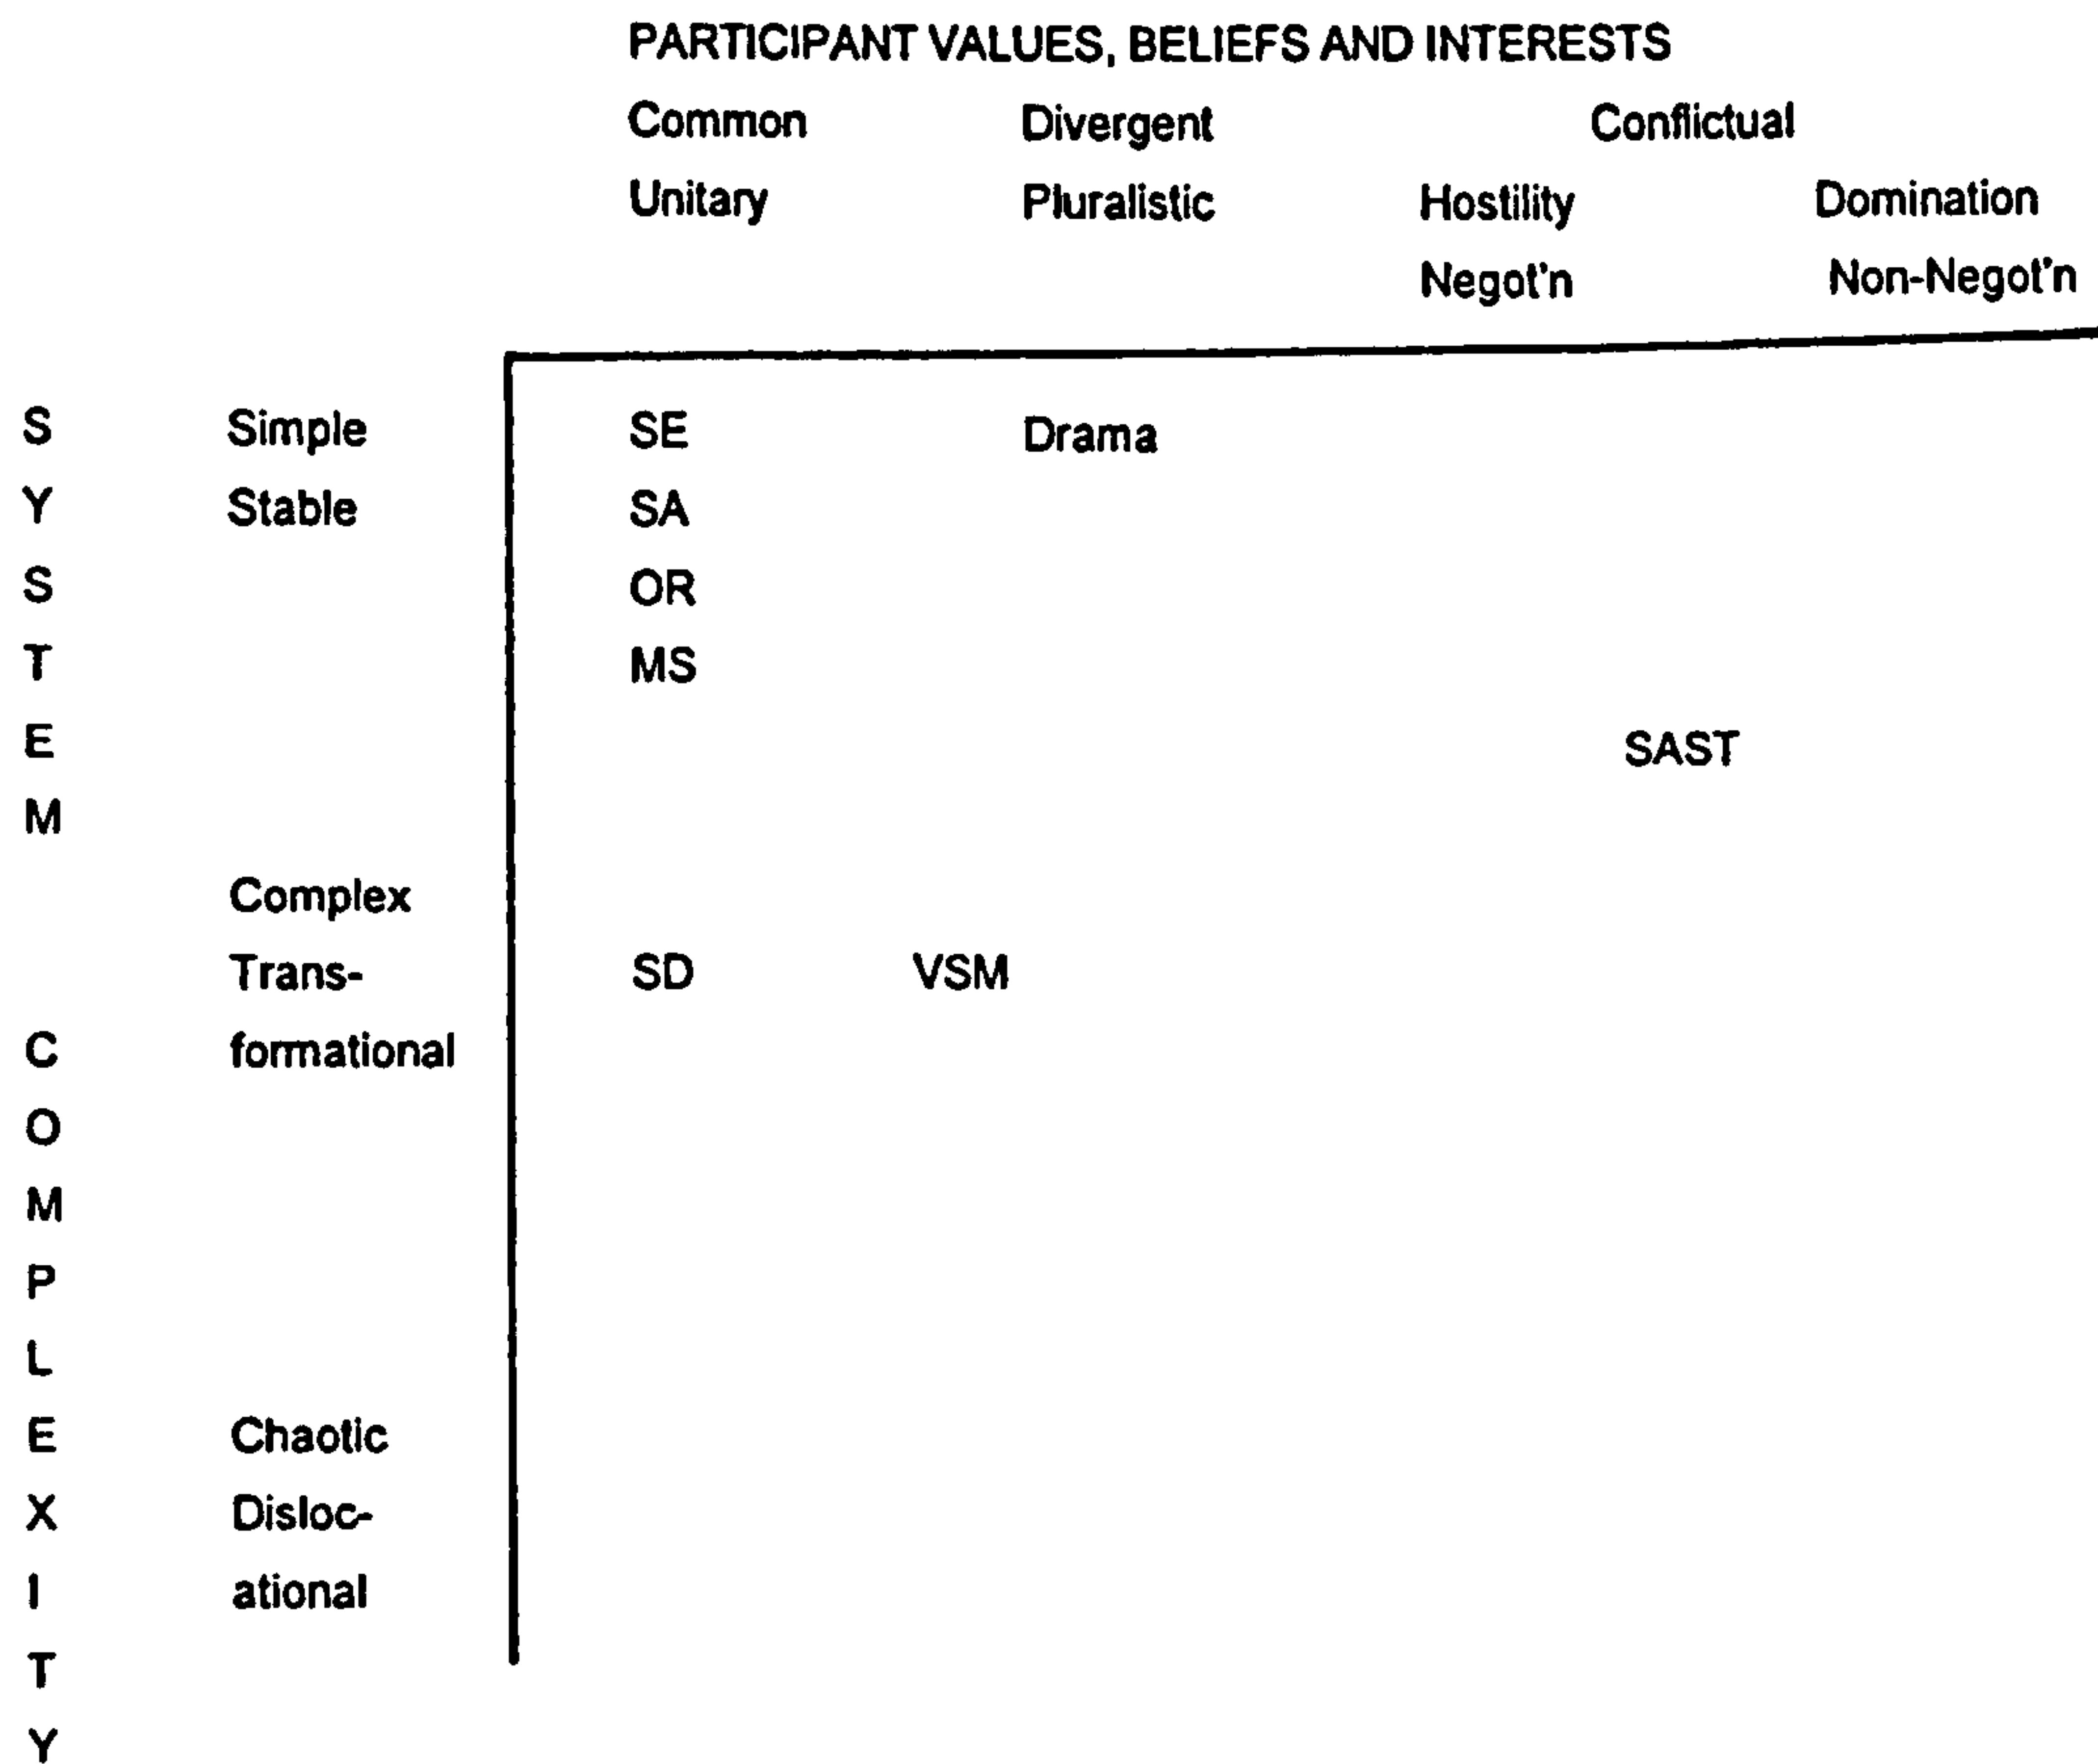 PARTICIPANT VALUES, BELIEFS AND INTERESTS
Common Divergent Conflictual
Unitary Pluralistic Hostility Domination
Negot'n Non-Negot'n
S Simple SE Drama
Y Stable SA
S OR
T MS
E SAST
M
Complex
Trans- SD VSM
C formational
O
M
P
L
E Chaotic
X Disloc-
I ational
T
Y